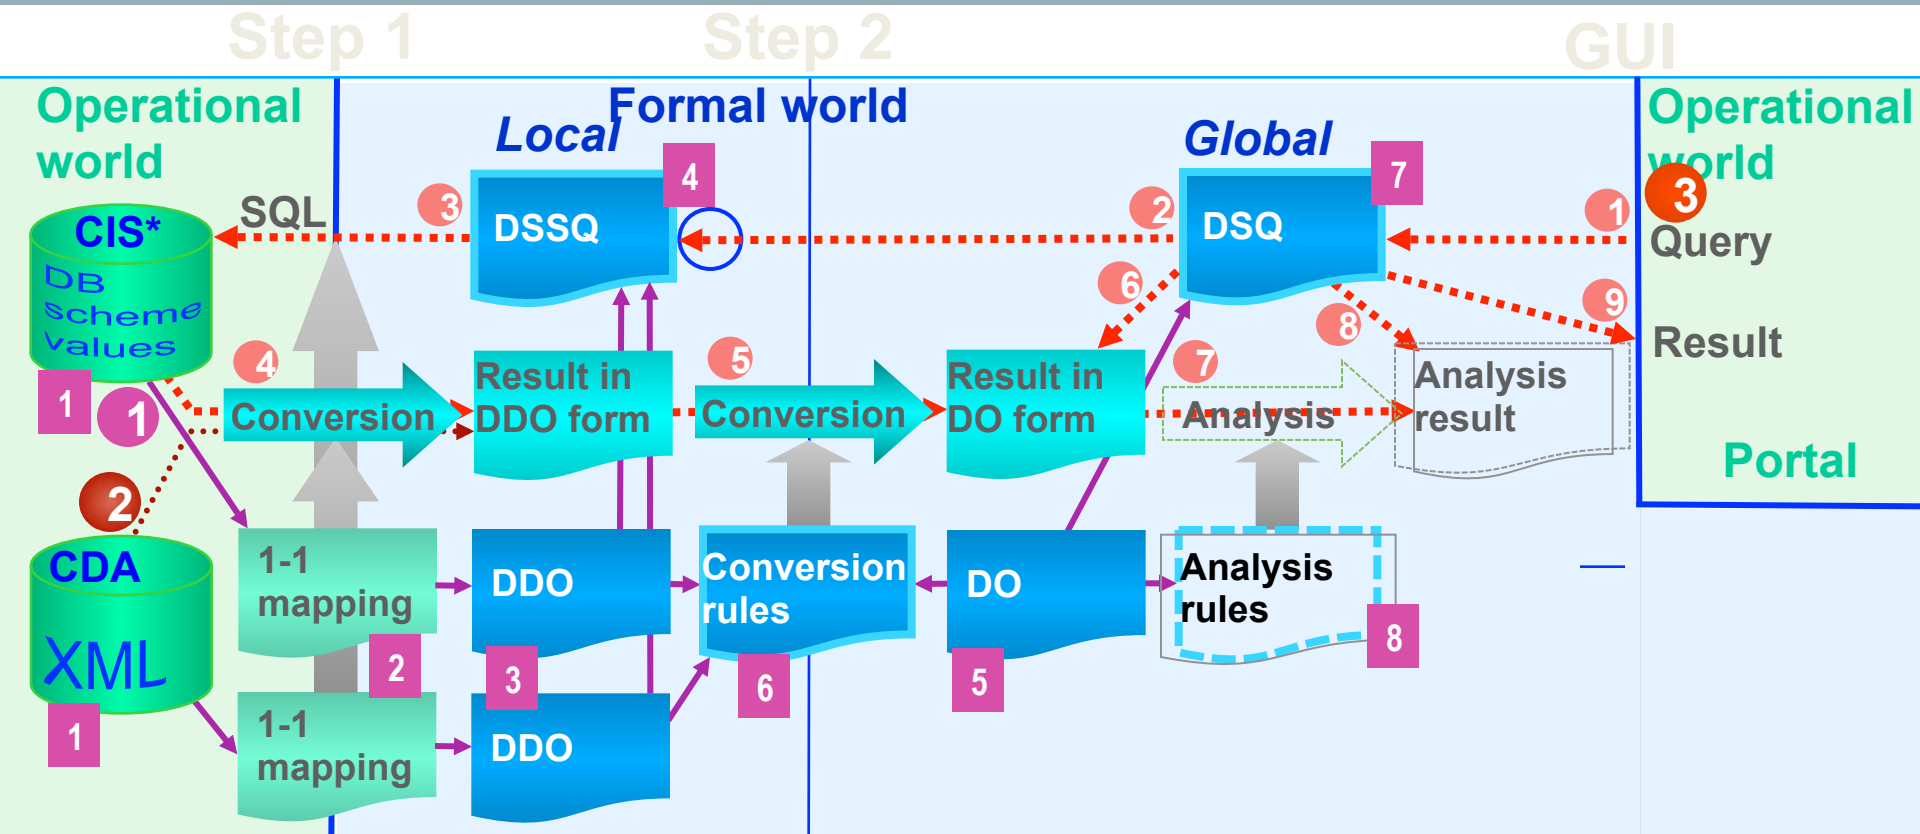 Step 1
Step 2
GUI
Operational
world
Formal world
Local
Global
Operational
world
4
7
3
SQL
3
DSSQ
2
DSQ
1
Query
CIS*
DB
scheme
values
6
8
9
Result
4
5
7
1
1
Conversion
Result in
DDO form
Conversion
Result in
DO form
Analysis
Analysis
result
Portal
2
CDA
XML
1
1-1
mapping
2
DDO
3
Conversion
rules
6
DO
5
Analysis
rules
8
1-1
mapping
DDO